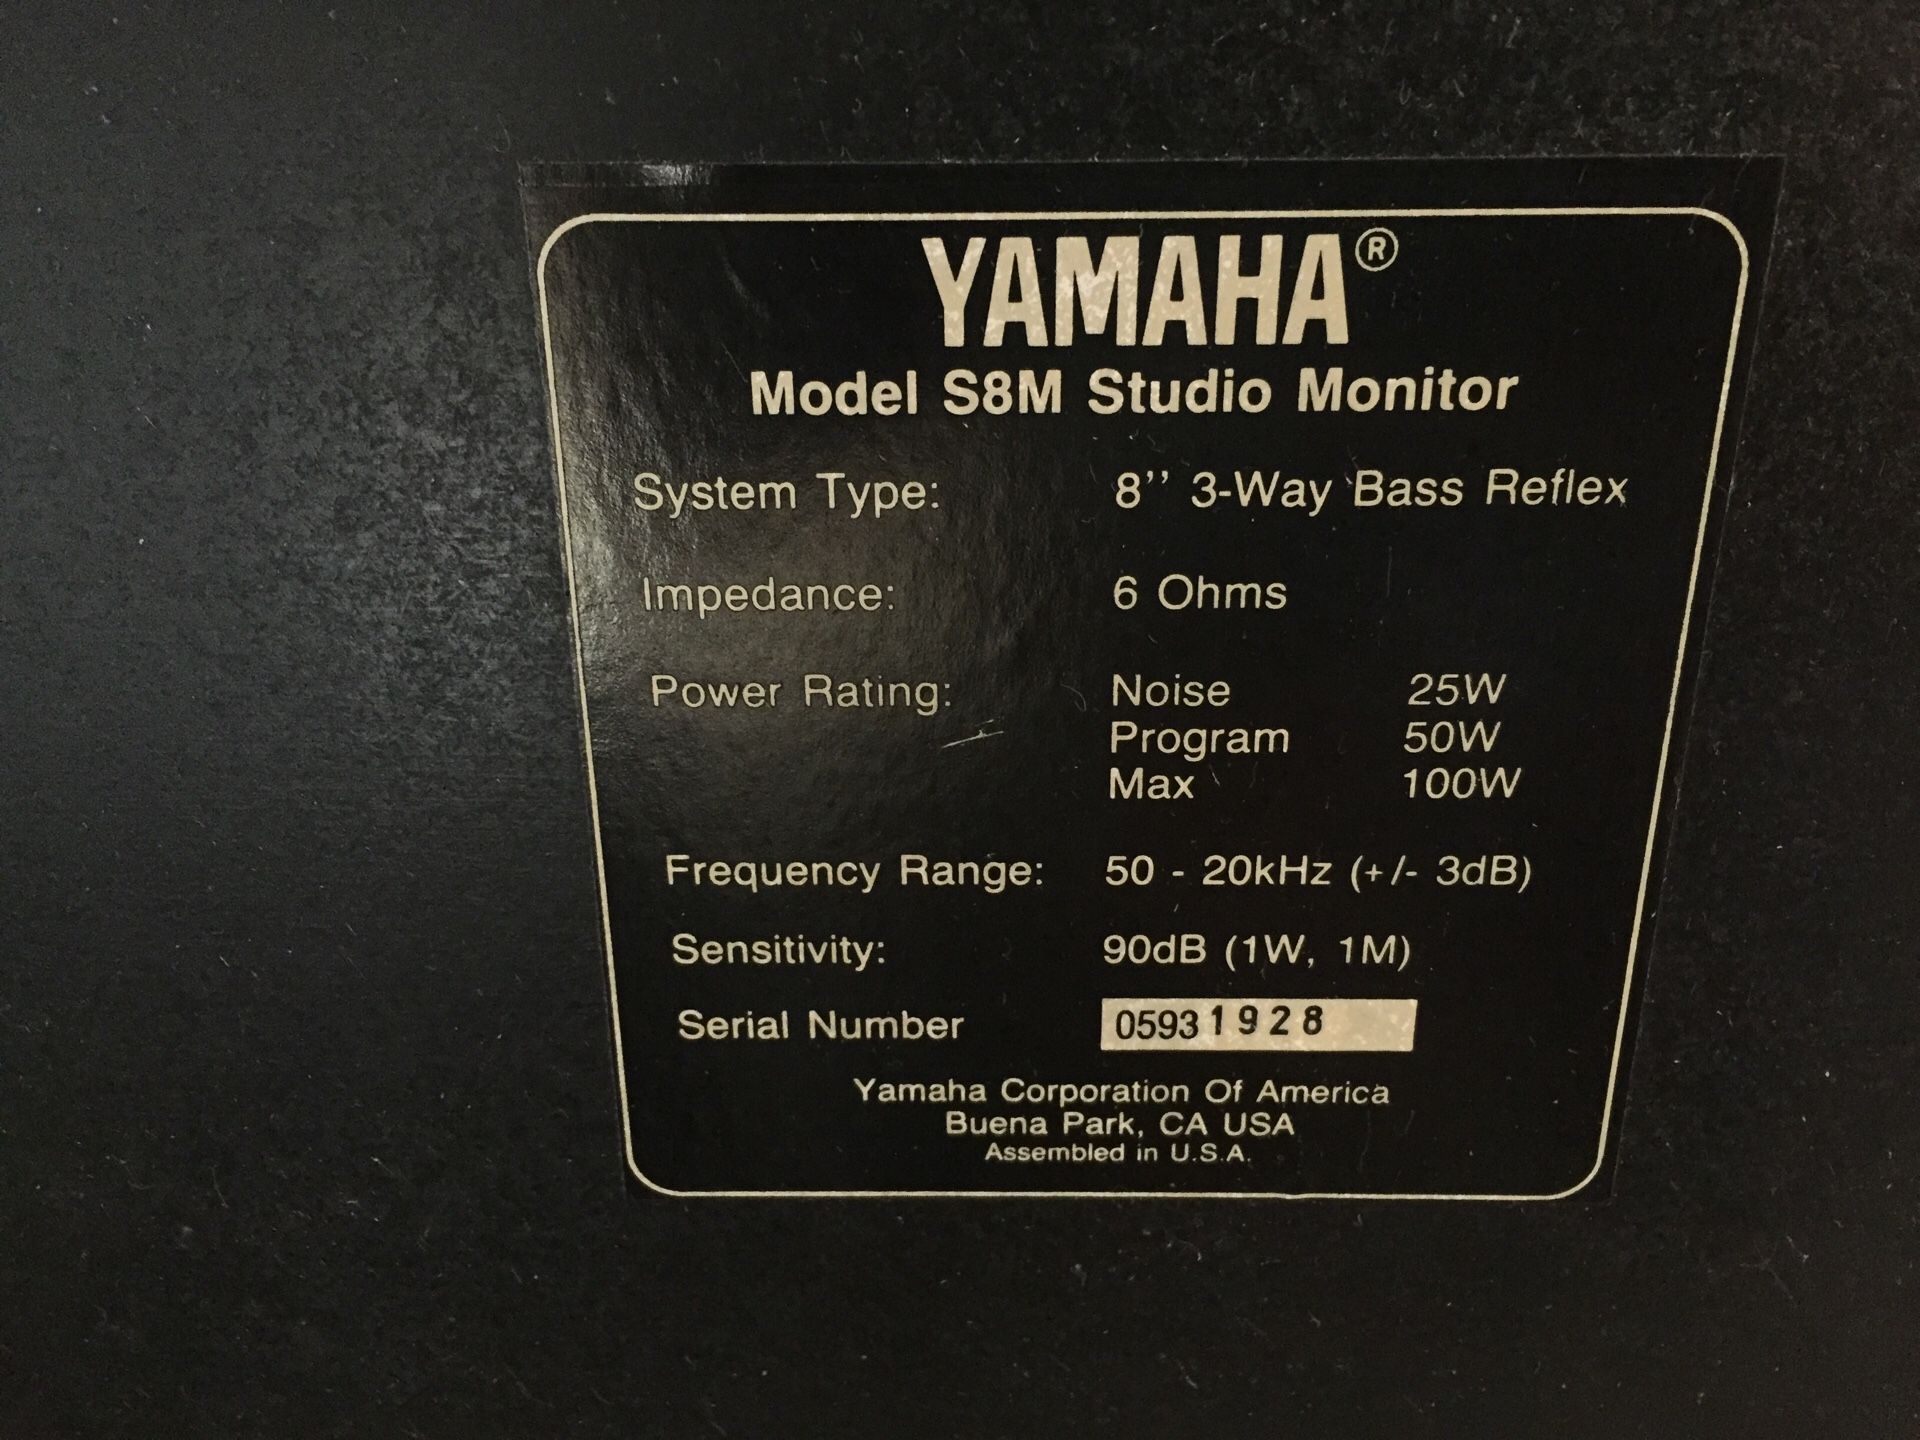 YAMAHA®
Model S8M Studio Monitor
System Type: 8'' 3-Way Bass Reflex
Impedance: 6 Ohms
Power Rating: Noise 25W
Program 50W
Max 100W
Frequency Range: 50 - 20kHz (+/- 3dB)
Sensitivity: 90dB (1W, 1M)
Serial Number 05931928
Yamaha Corporation Of America
Buena Park, CA USA
Assembled in U.S.A.